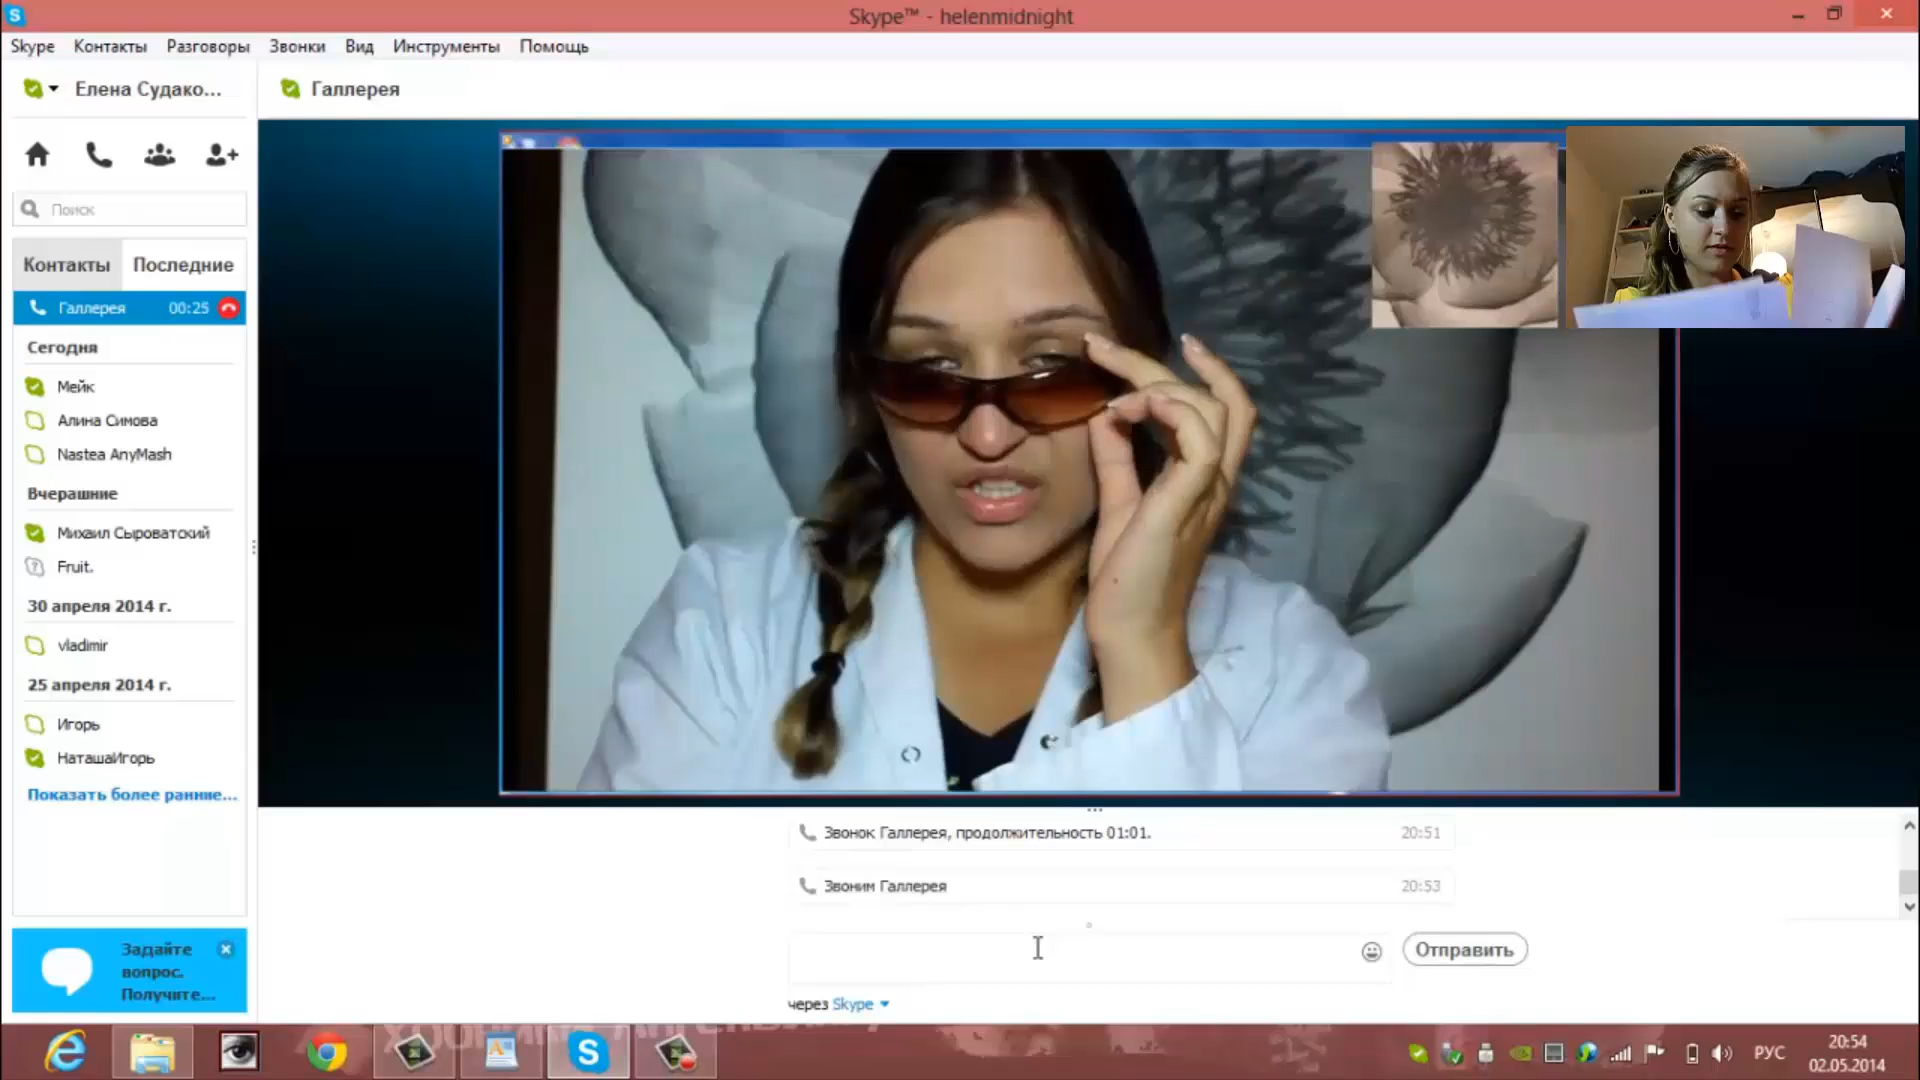 Skype™ - helenmidnight
Skype Контакты Разговоры Звонки Вид Инструменты Помощь
Елена Судако...
Галлерея
Поиск
Контакты Последние
Галлерея 00:25
Сегодня
Мейк
Алина Симова
Nastea AnyMash
Вчерашние
Михаил Сыроватский
Fruit.
30 апреля 2014 г.
vladimir
25 апреля 2014 г.
Игорь
НаташаИгорь
Показать более ранние...
Задайте
вопрос.
Получите...
Звонок Галлерея, продолжительность 01:01. 20:51
Звоним Галлерея 20:53
Отправить
через Skype
РУС
20:54
02.05.2014